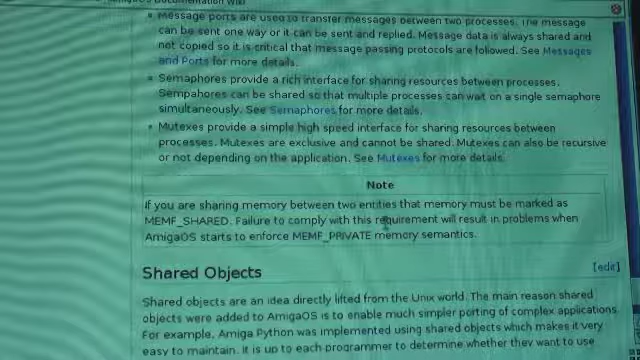 Documentation Wiki
Message ports are used to transfer messages between two processes. The message
can be sent one way or it can be sent and replied. Message data is always shared and
not copied so it is critical that message passing protocols are followed. See Messages
and Ports for more details.
Semaphores provide a rich interface for sharing resources between processes.
Sempahores can be shared so that multiple processes can wait on a single semaphore
simultaneously. See Semaphores for more details.
Mutexes provide a simple high speed interface for sharing resources between
processes. Mutexes are exclusive and cannot be shared. Mutexes can also be recursive
or not depending on the application. See Mutexes for more details.
Note
If you are sharing memory between two entities that memory must be marked as
MEMF_SHARED. Failure to comply with this requirement will result in problems when
AmigaOS starts to enforce MEMF_PRIVATE memory semantics.
Shared Objects
[edit]
Shared objects are an idea directly lifted from the Unix world. The main reason shared
objects were added to AmigaOS is to enable much simpler porting of complex applications.
For example, Amiga Python was implemented using shared objects which makes it very
easy to maintain. It is up to each programmer to determine whether they want to use